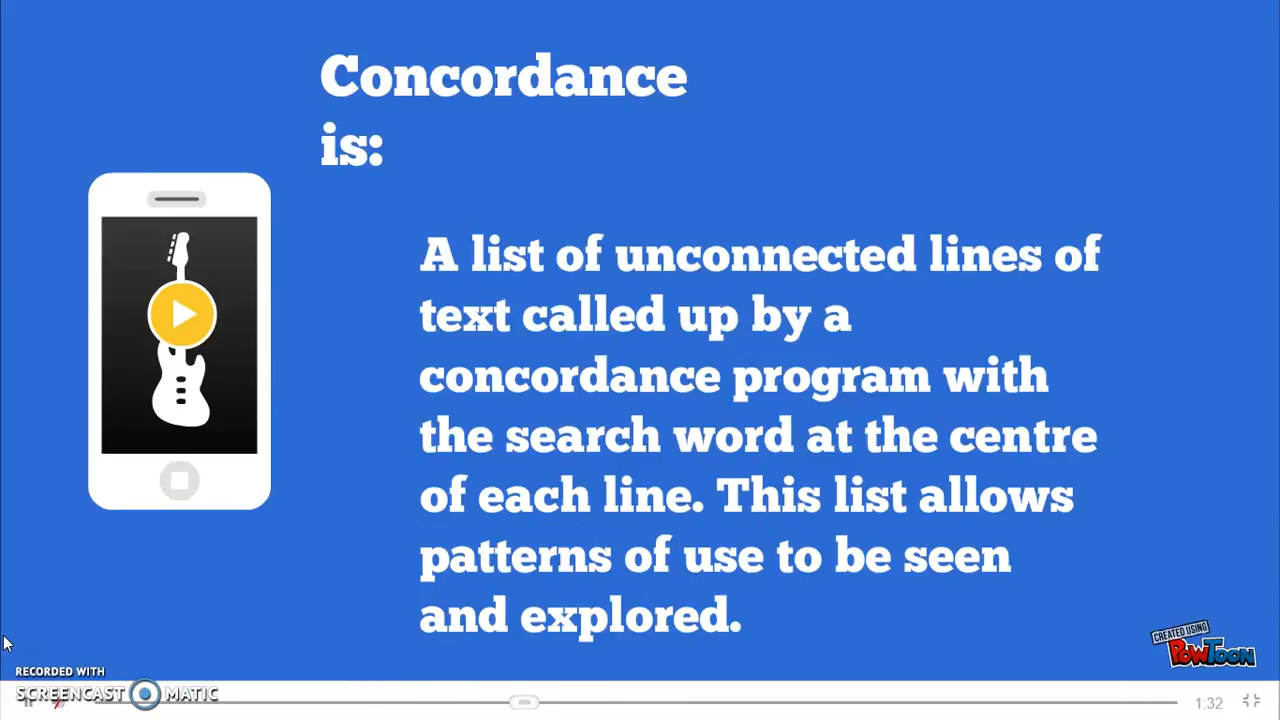 Concordance
is:
A list of unconnected lines of
text called up by a
concordance program with
the search word at the centre
of each line. This list allows
patterns of use to be seen
and explored.
CREATED USING
PowToon
RECORDED WITH
SCREENCAST MATIC
1:32